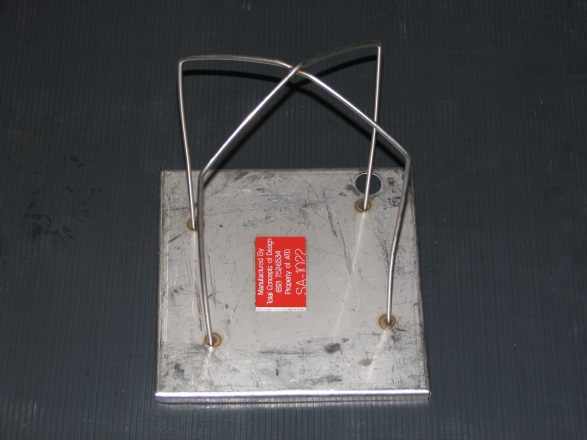 Manufactured By
Total Concepts of Design
Property of ATD
SA-1022